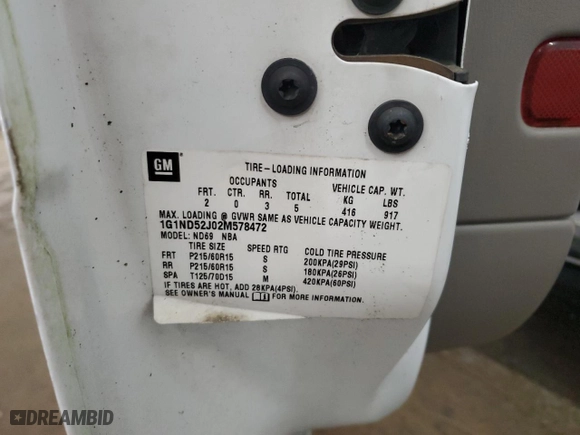 GM
TIRE-LOADING INFORMATION
OCCUPANTS VEHICLE CAP. WT.
FRT. CTR. RR. TOTAL KG LBS
2 0 3 5 416 917
MAX. LOADING @ GVWR SAME AS VEHICLE CAPACITY WEIGHT.
1G1ND52J02M578472
MODEL: ND69 NBA
TIRE SIZE SPEED RTG COLD TIRE PRESSURE
FRT P215/60R15 S 200KPA(29PSI)
RR P215/60R15 S 180KPA(26PSI)
SPA T125/70D15 M 420KPA(60PSI)
IF TIRES ARE HOT, ADD 28KPA(4PSI).
SEE OWNER'S MANUAL FOR MORE INFORMATION.
DREAMBID